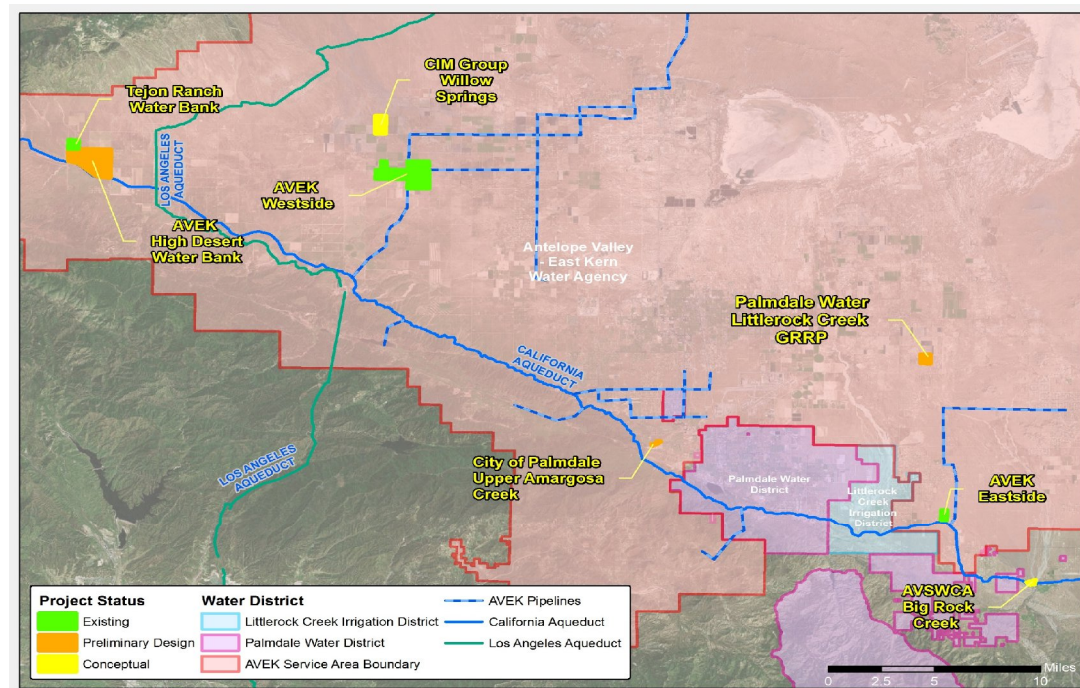 CIM Group
Willow
Springs
Tejon Ranch
Water Bank
LOS ANGELES
AQUEDUCT
AVEK
Westside
AVEK
High Desert
Water Bank
Antelope Valley
- East Kern
Water Agency
Palmdale Water
Littlerock Creek
GRRP
CALIFORNIA
AQUEDUCT
LOS ANGELES
AQUEDUCT
City of Palmdale
Upper Amargosa
Creek
Palmdale Water
District
Littlerock
Creek
Irrigation
District
AVEK
Eastside
AVSWCA
Big Rock
Creek
Project Status
Existing
Preliminary Design
Conceptual
Water District
Littlerock Creek Irrigation District
Palmdale Water District
AVEK Service Area Boundary
AVEK Pipelines
California Aqueduct
Los Angeles Aqueduct
Miles
0 2.5 5 10